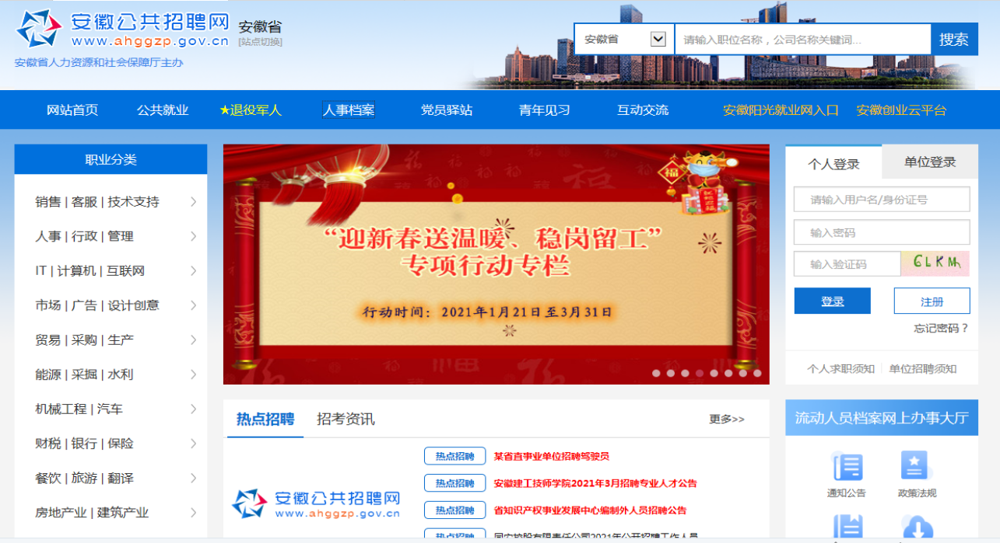 安徽公共招聘网
www.ahggzp.gov.cn
安徽省
[站点切换]
安徽省人力资源和社会保障厅主办
安徽省
请输入职位名称，公司名称关键词...
搜索
网站首页 公共就业 ★退役军人 人事档案 党员驿站 青年见习 互动交流 安徽阳光就业网入口 安徽创业云平台
职业分类
销售 | 客服 | 技术支持
人事 | 行政 | 管理
IT | 计算机 | 互联网
市场 | 广告 | 设计创意
贸易 | 采购 | 生产
能源 | 采掘 | 水利
机械工程 | 汽车
财税 | 银行 | 保险
餐饮 | 旅游 | 翻译
房地产业 | 建筑产业
福
“迎新春送温暖、稳岗留工”
专项行动专栏
行动时间：2021年1月21日至3月31日
个人登录 单位登录
请输入用户名/身份证号
输入密码
输入验证码
登录 注册
忘记密码？
个人求职须知 单位招聘须知
热点招聘 招考资讯 更多>>
安徽公共招聘网
www.ahggzp.gov.cn
热点招聘 某省直事业单位招聘驾驶员
热点招聘 安徽建工技师学院2021年3月招聘专业人才公告
热点招聘 省知识产权事业发展中心编制外人员招聘公告
热点招聘
流动人员档案网上办事大厅
通知公告 政策法规